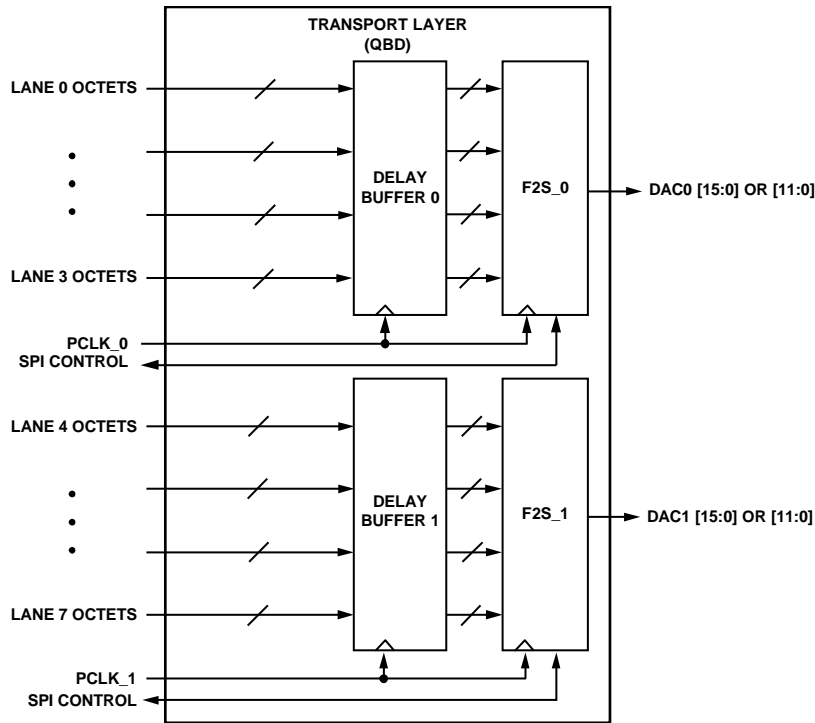 TRANSPORT LAYER
(QBD)
LANE 0 OCTETS
DELAY
BUFFER 0
F2S_0
DAC0 [15:0] OR [11:0]
LANE 3 OCTETS
PCLK_0
SPI CONTROL
LANE 4 OCTETS
DELAY
BUFFER 1
F2S_1
DAC1 [15:0] OR [11:0]
LANE 7 OCTETS
PCLK_1
SPI CONTROL